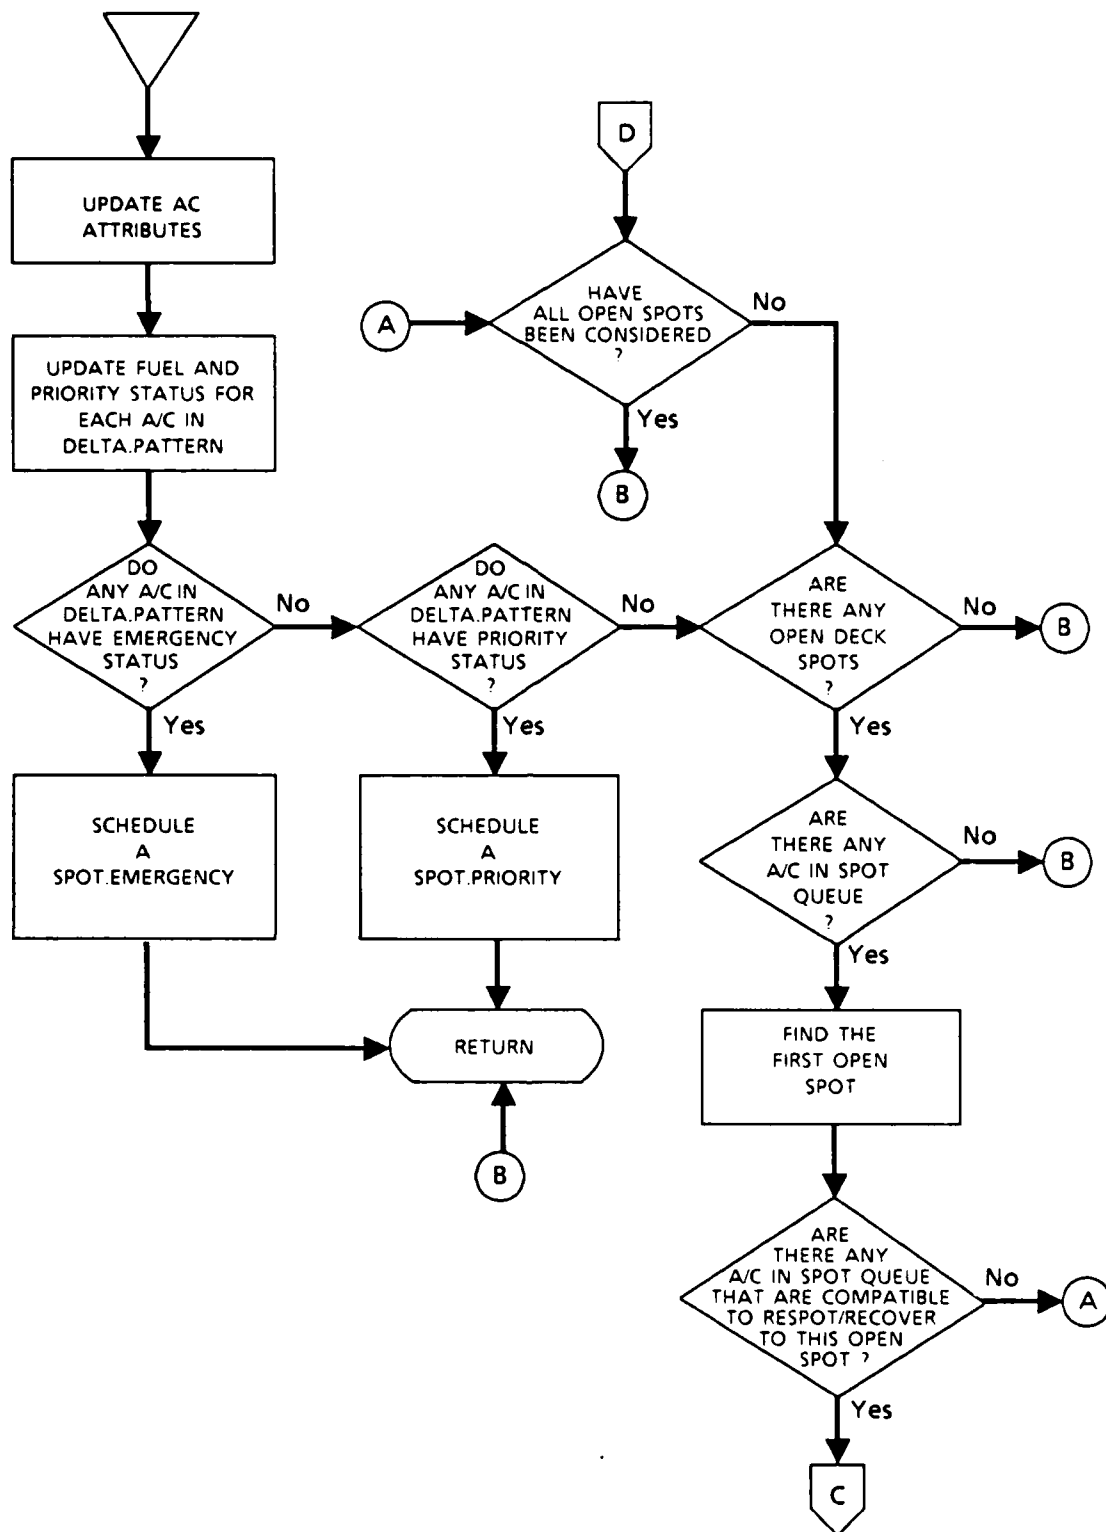 UPDATE AC
ATTRIBUTES
UPDATE FUEL AND
PRIORITY STATUS FOR
EACH A/C IN
DELTA.PATTERN
DO
ANY A/C IN
DELTA.PATTERN
HAVE EMERGENCY
STATUS
?
No
Yes
SCHEDULE
A
SPOT.EMERGENCY
DO
ANY A/C IN
DELTA.PATTERN
HAVE PRIORITY
STATUS
?
No
Yes
SCHEDULE
A
SPOT.PRIORITY
RETURN
B
D
A
HAVE
ALL OPEN SPOTS
BEEN CONSIDERED
?
No
Yes
B
ARE
THERE ANY
OPEN DECK
SPOTS
?
No
B
Yes
ARE
THERE ANY
A/C IN SPOT
QUEUE
?
No
B
Yes
FIND THE
FIRST OPEN
SPOT
ARE
THERE ANY
A/C IN SPOT QUEUE
THAT ARE COMPATIBLE
TO RESPOT/RECOVER
TO THIS OPEN
SPOT ?
No
A
Yes
C